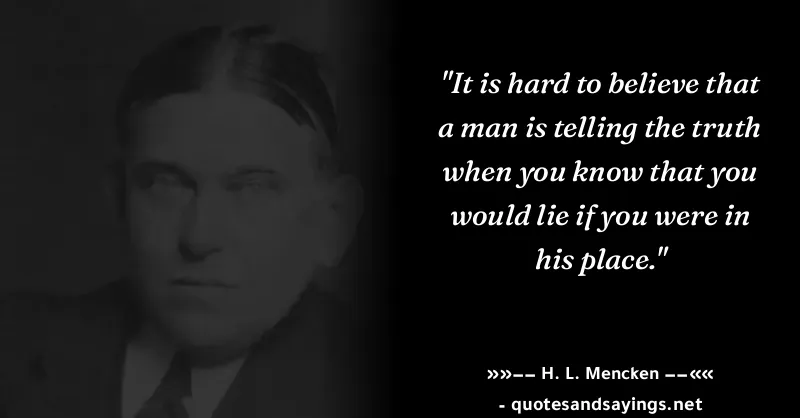 "It is hard to believe that
a man is telling the truth
when you know that you
would lie if you were in
his place."
»»–– H. L. Mencken ––««
- quotesandsayings.net